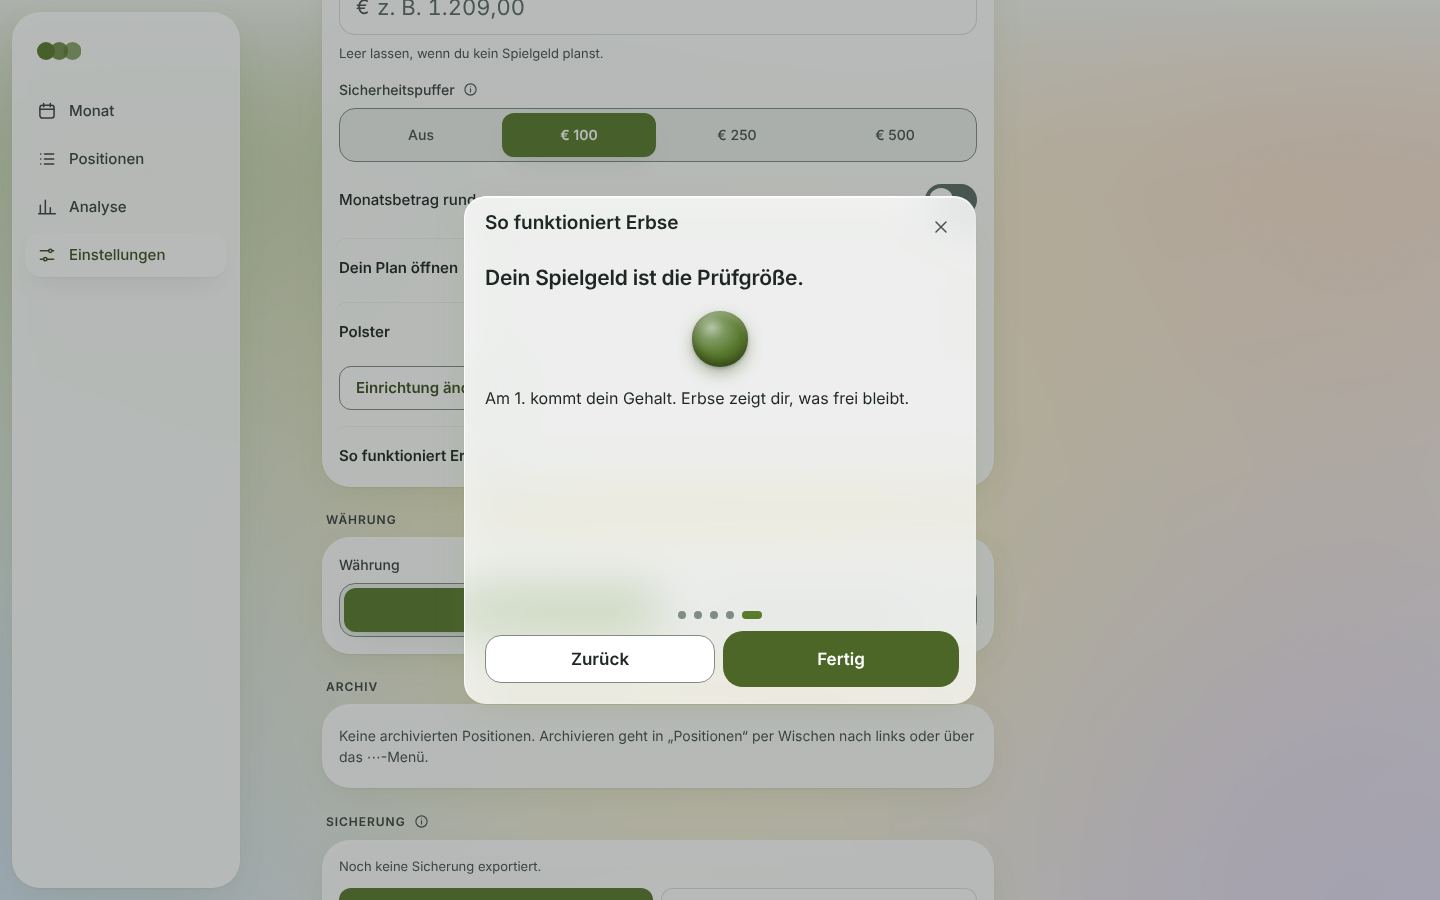 € z. B. 1.209,00
Leer lassen, wenn du kein Spielgeld planst.
Sicherheitspuffer
Aus
€ 100
€ 250
€ 500
Monat
Positionen
Analyse
Einstellungen
Monatsbetrag rund
Dein Plan öffnen
Polster
Einrichtung änd
So funktioniert Er
So funktioniert Erbse
Dein Spielgeld ist die Prüfgröße.
Am 1. kommt dein Gehalt. Erbse zeigt dir, was frei bleibt.
Zurück
Fertig
WÄHRUNG
Währung
ARCHIV
Keine archivierten Positionen. Archivieren geht in „Positionen“ per Wischen nach links oder über
das ···-Menü.
SICHERUNG
Noch keine Sicherung exportiert.